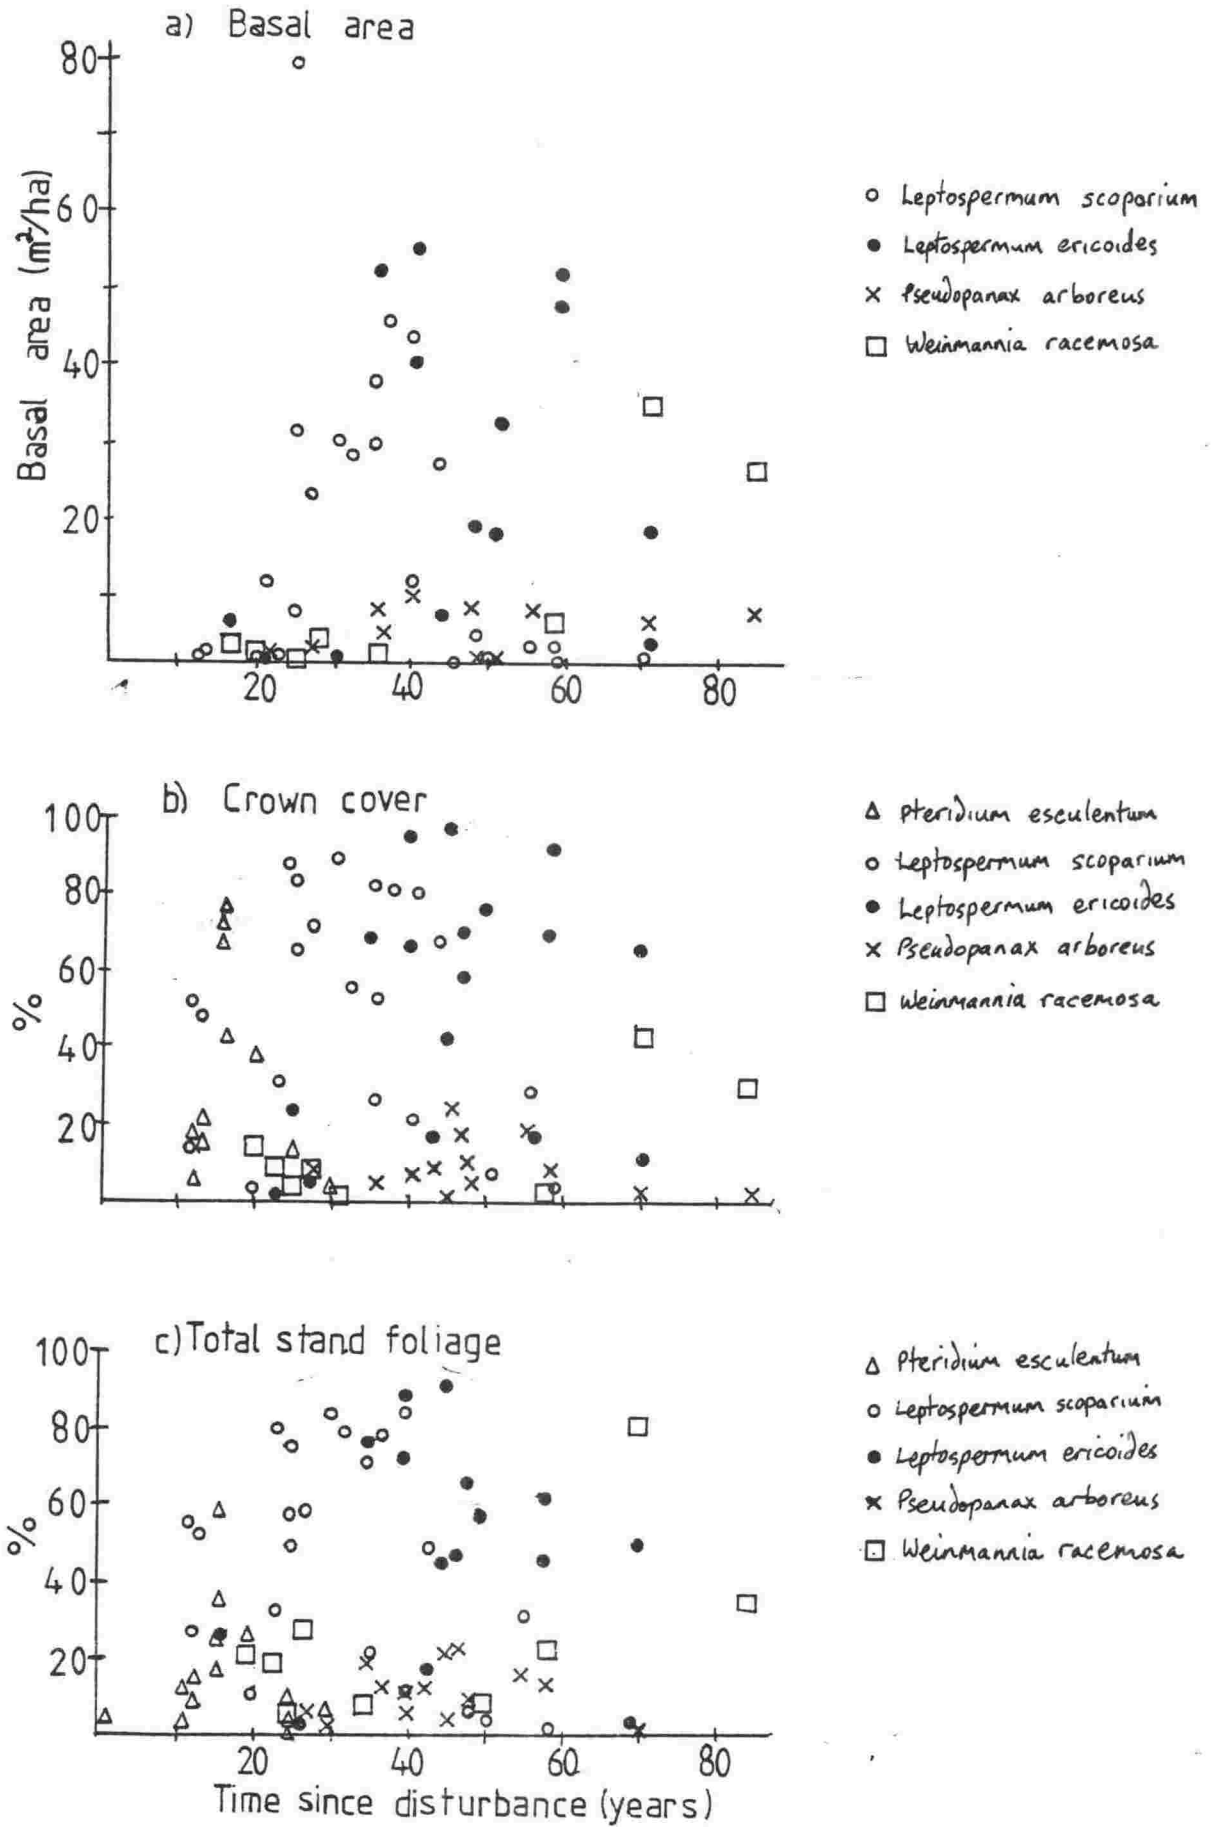 a) Basal area
80
60
40
20
Basal area (m²/ha)
20 40 60 80
o Leptospermum scoparium
● Leptospermum ericoides
× Pseudopanax arboreus
□ Weinmannia racemosa
b) Crown cover
100
80
60
40
20
%
△ Pteridium esculentum
o Leptospermum scoparium
● Leptospermum ericoides
× Pseudopanax arboreus
□ Weinmannia racemosa
c) Total stand foliage
100
80
60
40
20
%
20 40 60 80
Time since disturbance (years)
△ Pteridium esculentum
o Leptospermum scoparium
● Leptospermum ericoides
× Pseudopanax arboreus
□ Weinmannia racemosa